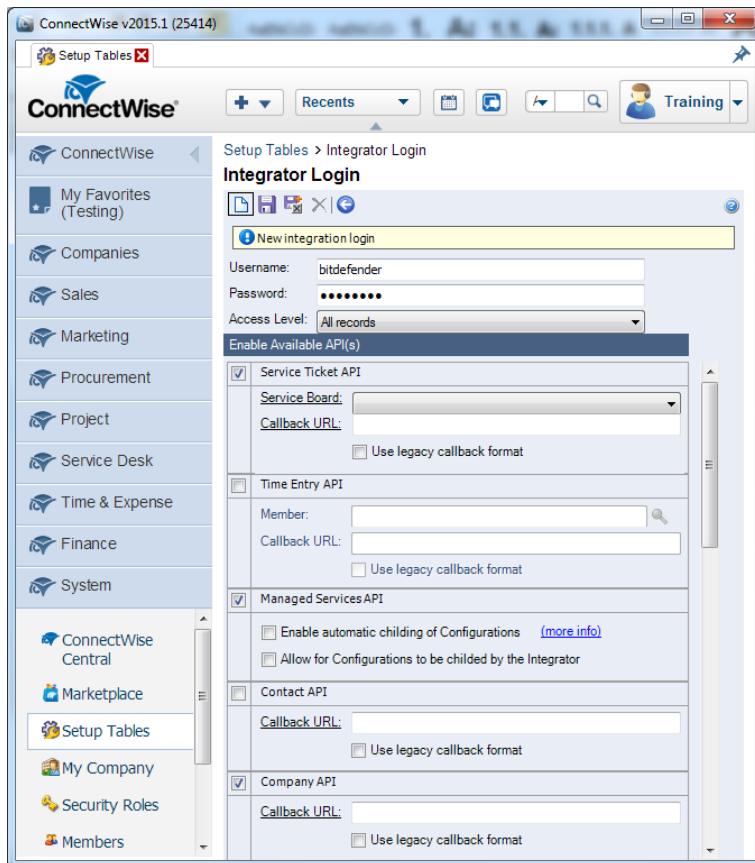 ConnectWise v2015.1 (25414)
Setup Tables
ConnectWise
Recents
Training
ConnectWise
My Favorites
(Testing)
Companies
Sales
Marketing
Procurement
Project
Service Desk
Time & Expense
Finance
System
ConnectWise
Central
Marketplace
Setup Tables
My Company
Security Roles
Members
Setup Tables > Integrator Login
Integrator Login
New integration login
Username: bitdefender
Password: ••••••••
Access Level: All records
Enable Available API(s)
Service Ticket API
Service Board:
Callback URL:
Use legacy callback format
Time Entry API
Member:
Callback URL:
Use legacy callback format
Managed Services API
Enable automatic childing of Configurations (more info)
Allow for Configurations to be childed by the Integrator
Contact API
Callback URL:
Use legacy callback format
Company API
Callback URL:
Use legacy callback format